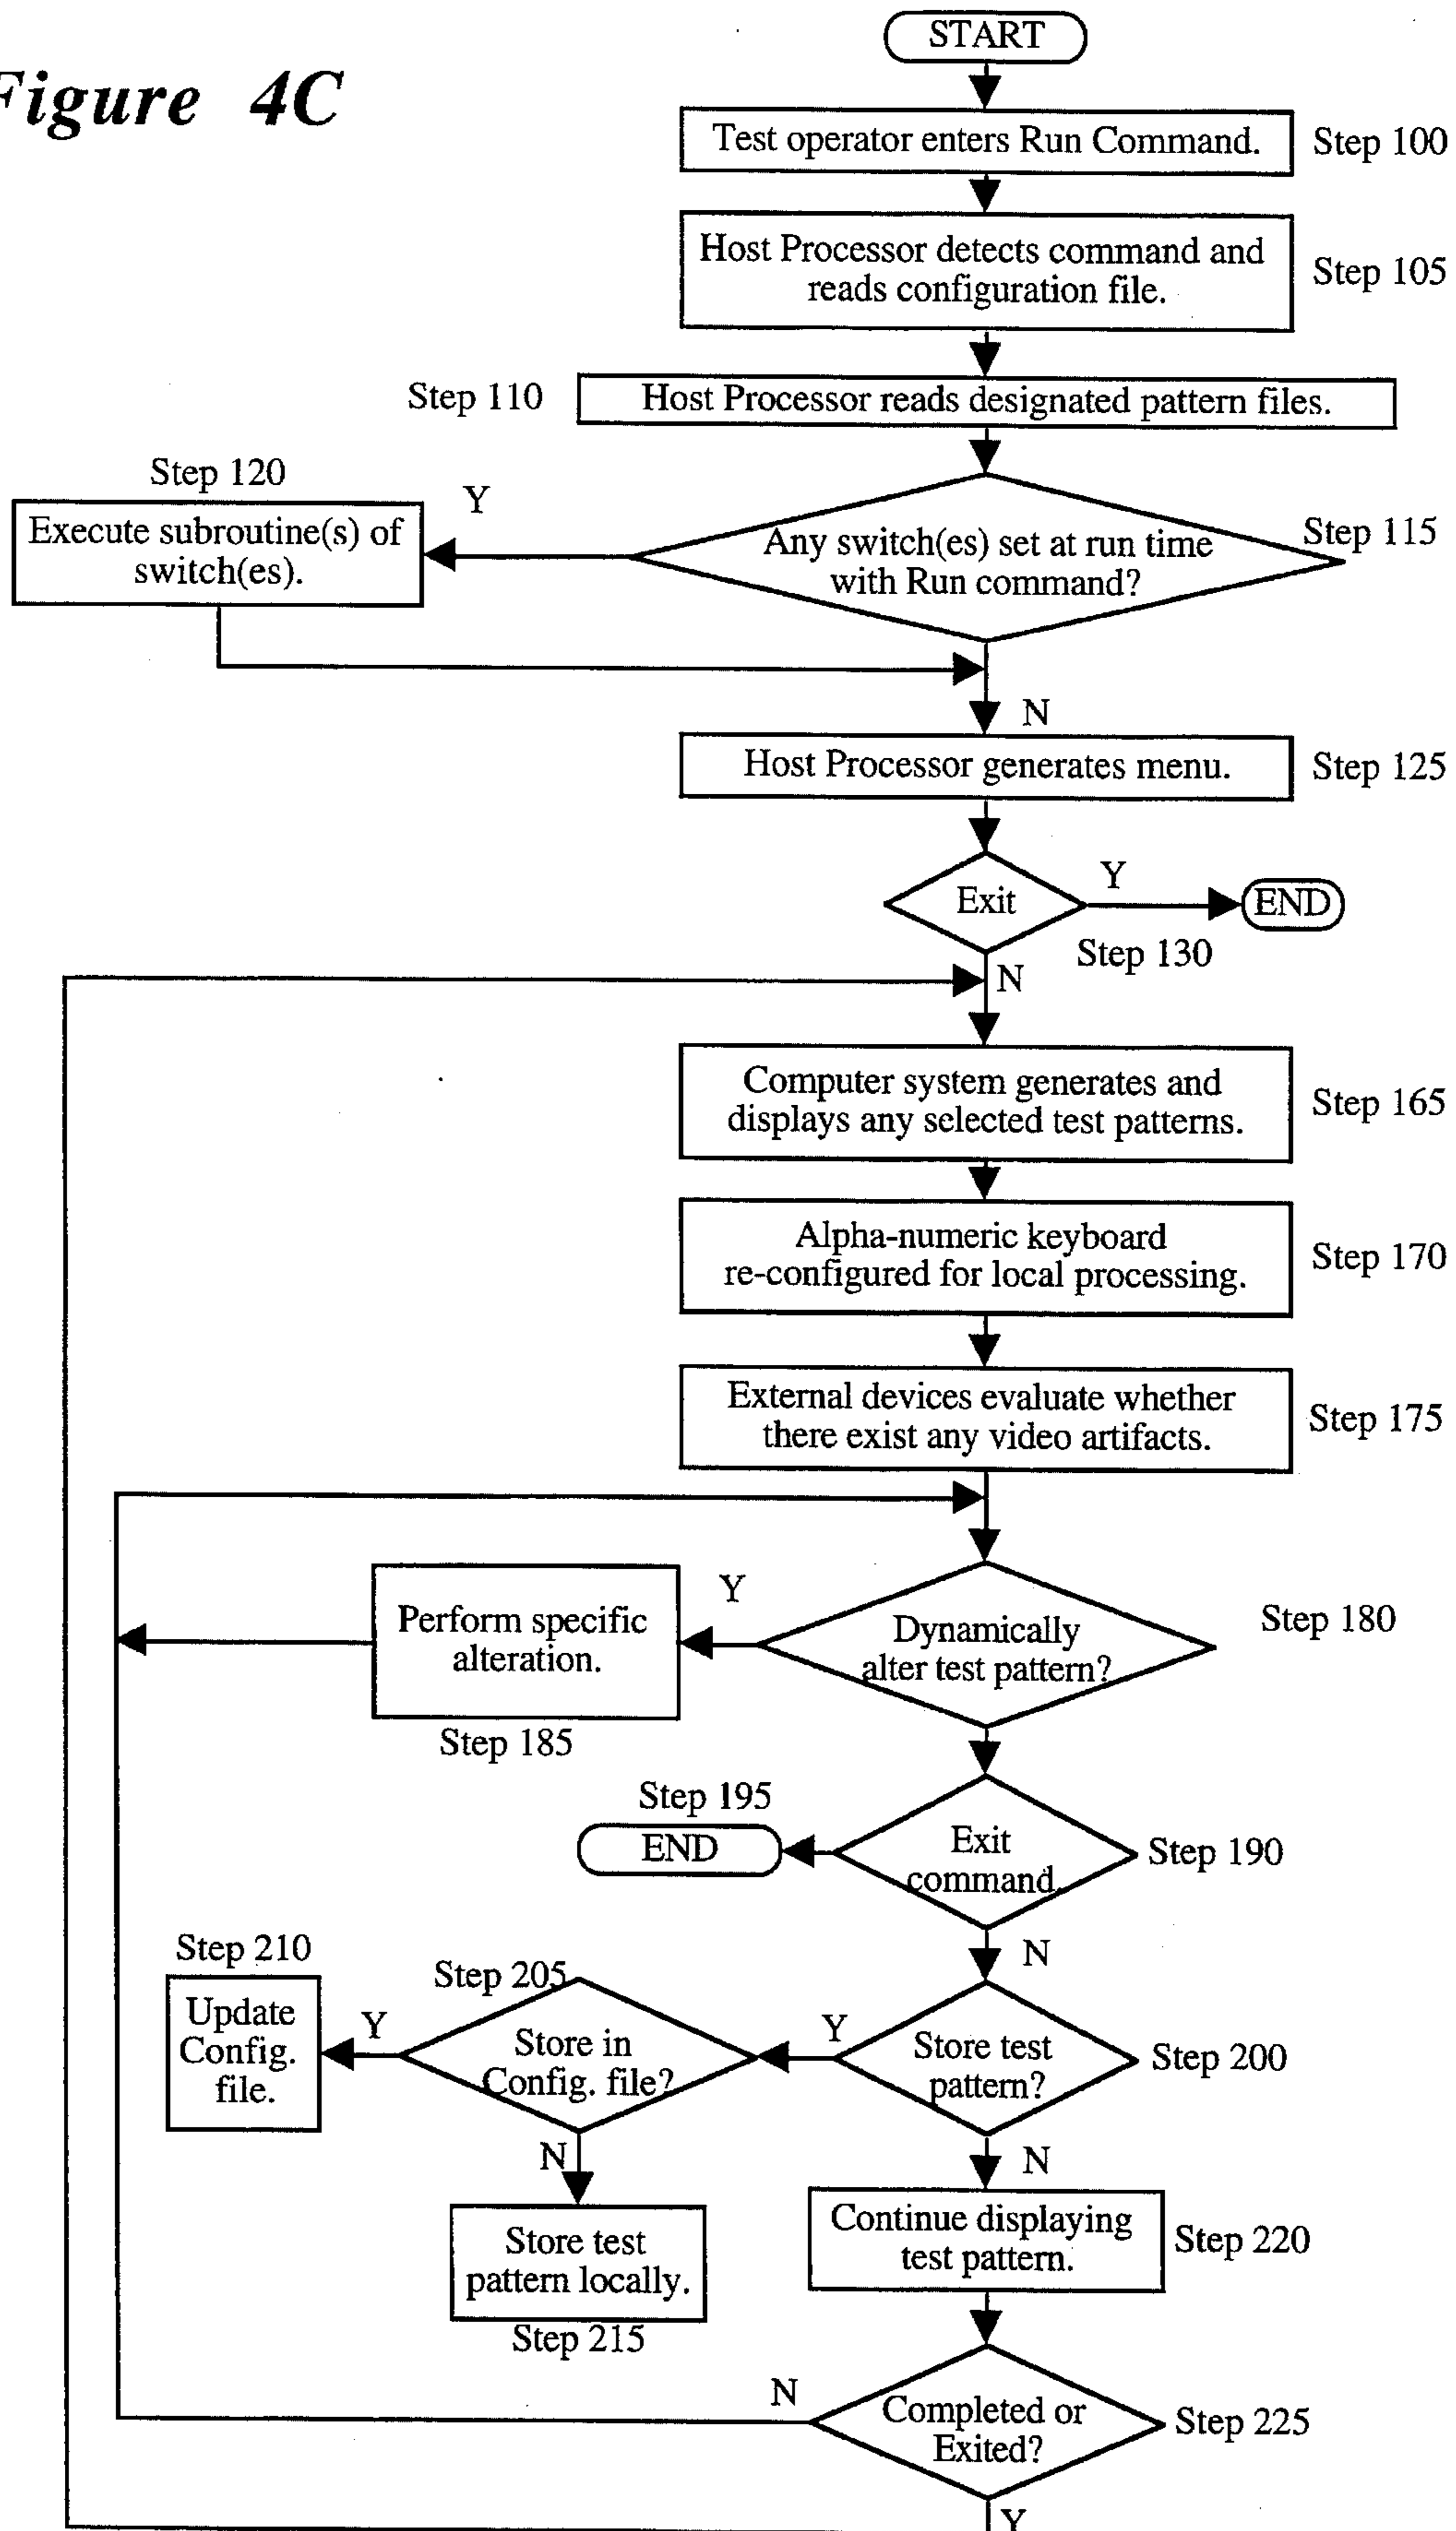 Figure 4C
START
Test operator enters Run Command.
Step 100
Host Processor detects command and
reads configuration file.
Step 105
Step 110
Host Processor reads designated pattern files.
Step 120
Y
Execute subroutine(s) of
switch(es).
Any switch(es) set at run time
with Run command?
Step 115
N
Host Processor generates menu.
Step 125
Exit
Y
END
Step 130
N
Computer system generates and
displays any selected test patterns.
Step 165
Alpha-numeric keyboard
re-configured for local processing.
Step 170
External devices evaluate whether
there exist any video artifacts.
Step 175
Y
Perform specific
alteration.
Step 185
Dynamically
alter test pattern?
Step 180
Step 195
END
Exit
command.
Step 190
N
Step 210
Update
Config.
file.
Y
Step 205
Store in
Config. file?
Y
Store test
pattern?
Step 200
N
N
Store test
pattern locally.
Step 215
Continue displaying
test pattern.
Step 220
N
Completed or
Exited?
Step 225
Y